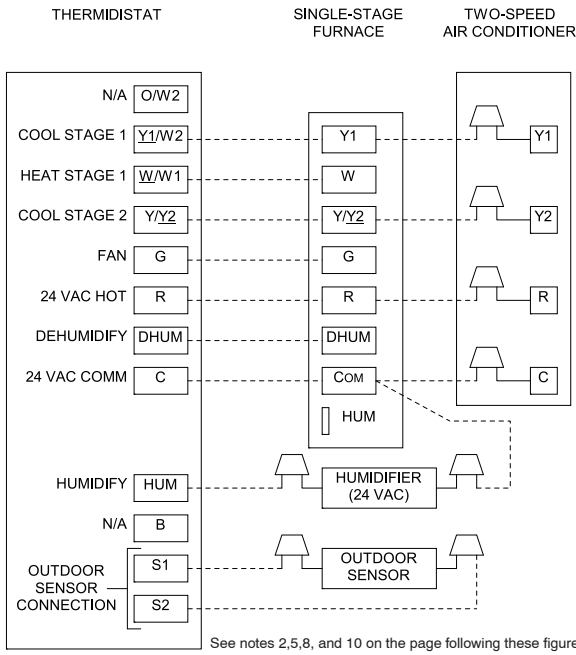 THERMIDISTAT
SINGLE-STAGE
FURNACE
TWO-SPEED
AIR CONDITIONER
N/A O/W2
COOL STAGE 1 Y1/W2 Y1 Y1
HEAT STAGE 1 W/W1 W
COOL STAGE 2 Y/Y2 Y/Y2 Y2
FAN G G
24 VAC HOT R R R
DEHUMIDIFY DHUM DHUM
24 VAC COMM C COM C
HUM
HUMIDIFY HUM HUMIDIFIER
(24 VAC)
N/A B
OUTDOOR
SENSOR
CONNECTION
S1
S2
OUTDOOR
SENSOR
See notes 2,5,8, and 10 on the page following these figure